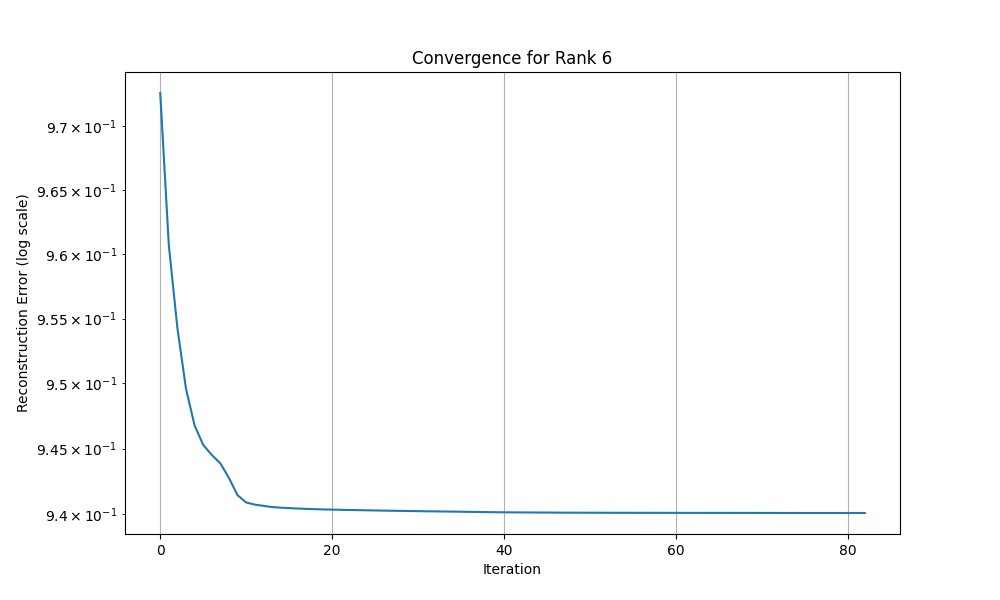 Convergence for Rank 6
Reconstruction Error (log scale)
9.7 × 10⁻¹
9.65 × 10⁻¹
9.6 × 10⁻¹
9.55 × 10⁻¹
9.5 × 10⁻¹
9.45 × 10⁻¹
9.4 × 10⁻¹
0 20 40 60 80
Iteration